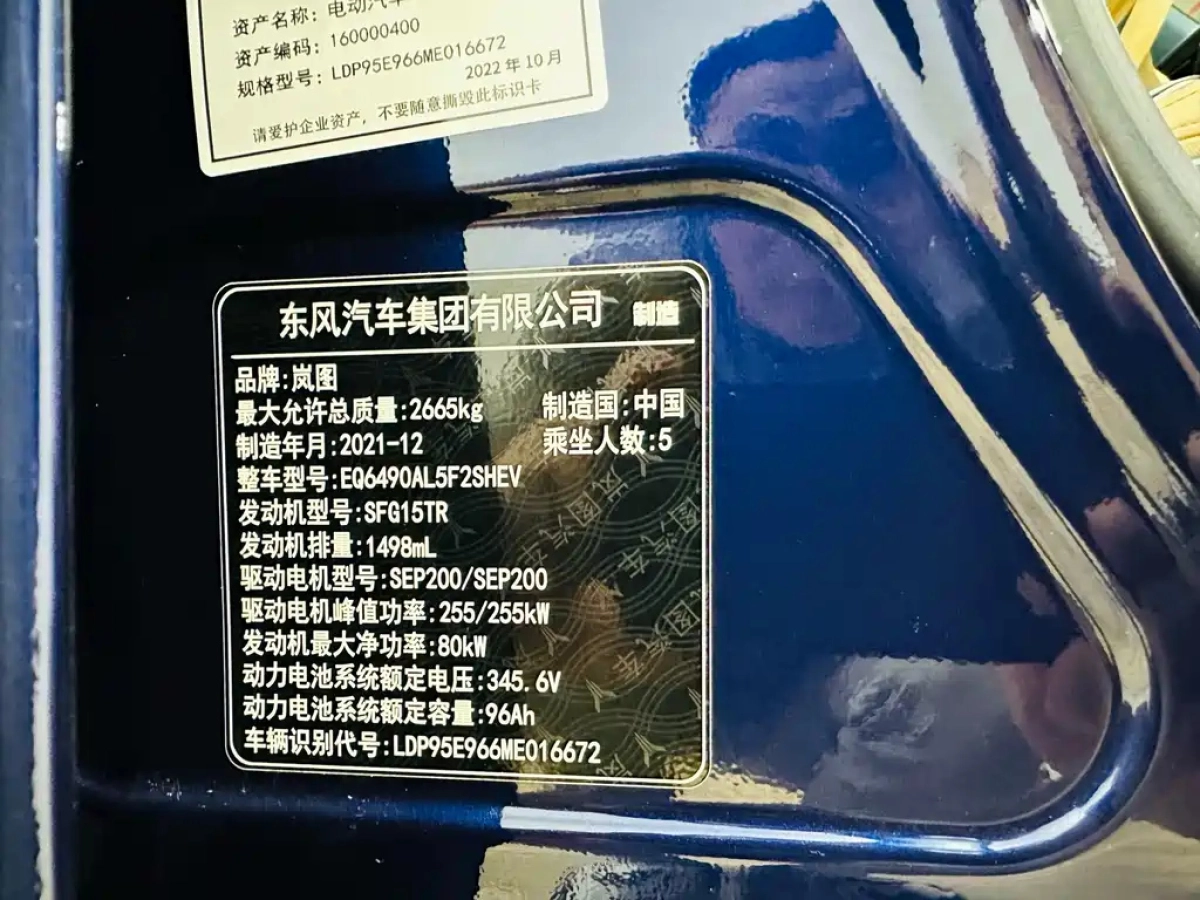 资产名称：电动汽车
资产编码：160000400
规格型号：LDP95E966ME016672
2022年10月
请爱护企业资产，不要随意撕毁此标识卡
东风汽车集团有限公司 制造
品牌:岚图
最大允许总质量:2665kg 制造国:中国
制造年月:2021-12 乘坐人数:5
整车型号:EQ6490AL5F2SHEV
发动机型号:SFG15TR
发动机排量:1498mL
驱动电机型号:SEP200/SEP200
驱动电机峰值功率:255/255kW
发动机最大净功率:80kW
动力电池系统额定电压:345.6V
动力电池系统额定容量:96Ah
车辆识别代号:LDP95E966ME016672
岚图汽车
岚图汽车